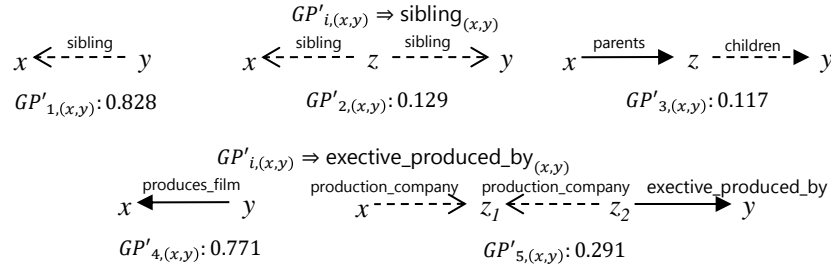 GP'i,(x,y) ⇒ sibling(x,y)
sibling sibling sibling parents children
x y x z y x z y
GP'1,(x,y): 0.828 GP'2,(x,y): 0.129 GP'3,(x,y): 0.117
GP'i,(x,y) ⇒ exective_produced_by(x,y)
produces_film production_company production_company exective_produced_by
x y x z1 z2 y
GP'4,(x,y): 0.771 GP'5,(x,y): 0.291